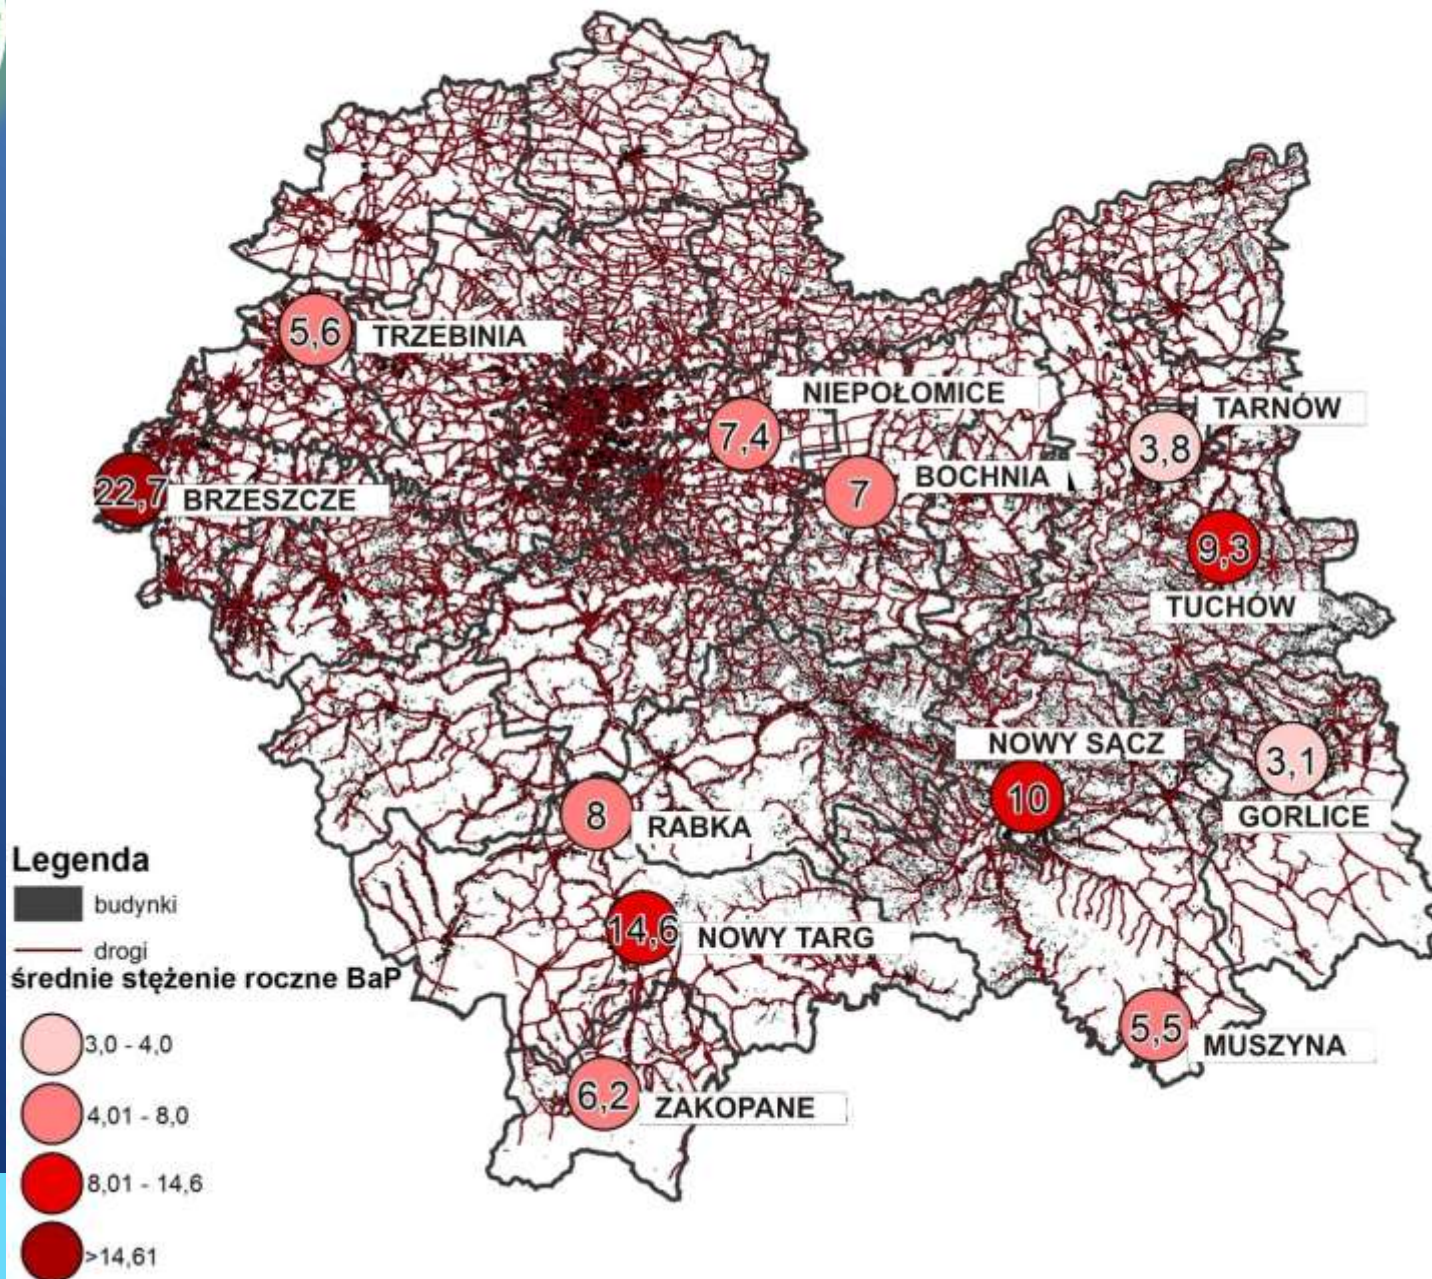 5,6
TRZEBINIA
NIEPOŁOMICE
7,4
TARNÓW
3,8
22,7
BRZESZCZE
7
BOCHNIA
9,3
TUCHÓW
NOWY SĄCZ
10
3,1
GORLICE
8
RABKA
14,6
NOWY TARG
5,5
MUSZYNA
6,2
ZAKOPANE
Legenda
budynki
drogi
średnie stężenie roczne BaP
3,0 - 4,0
4,01 - 8,0
8,01 - 14,6
>14,61